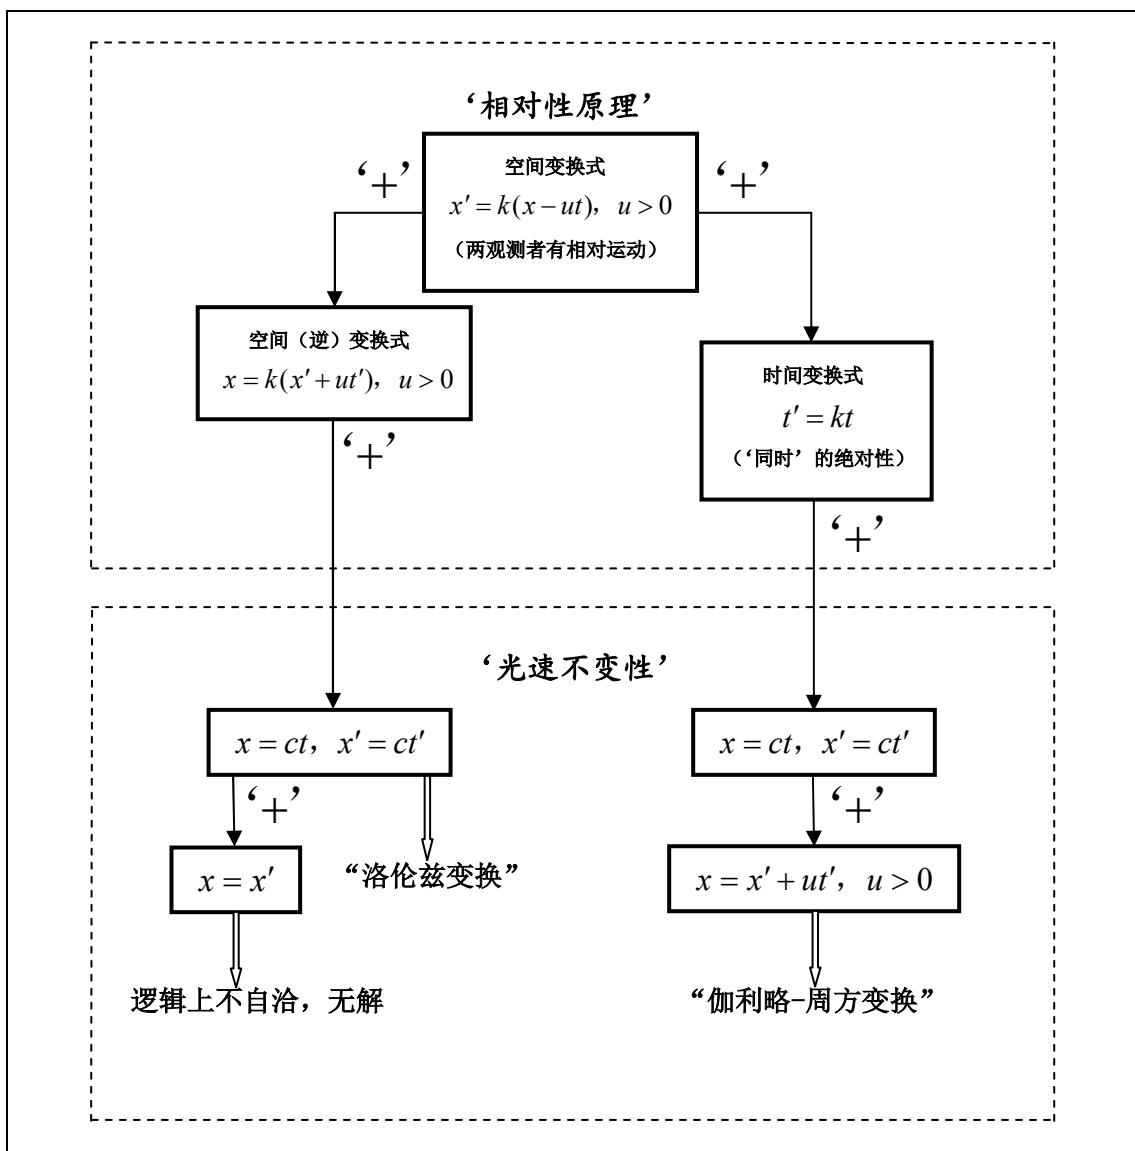 ‘相对性原理’
‘+’
空间变换式
x′ = k(x − ut), u > 0
（两观测者有相对运动）
‘+’
空间（逆）变换式
x = k(x′ + ut′), u > 0
‘+’
时间变换式
t′ = kt
（‘同时’的绝对性）
‘+’
‘光速不变性’
x = ct, x′ = ct′
x = ct, x′ = ct′
‘+’
‘+’
x = x′
“洛伦兹变换”
x = x′ + ut′, u > 0
逻辑上不自洽，无解
“伽利略-周方变换”